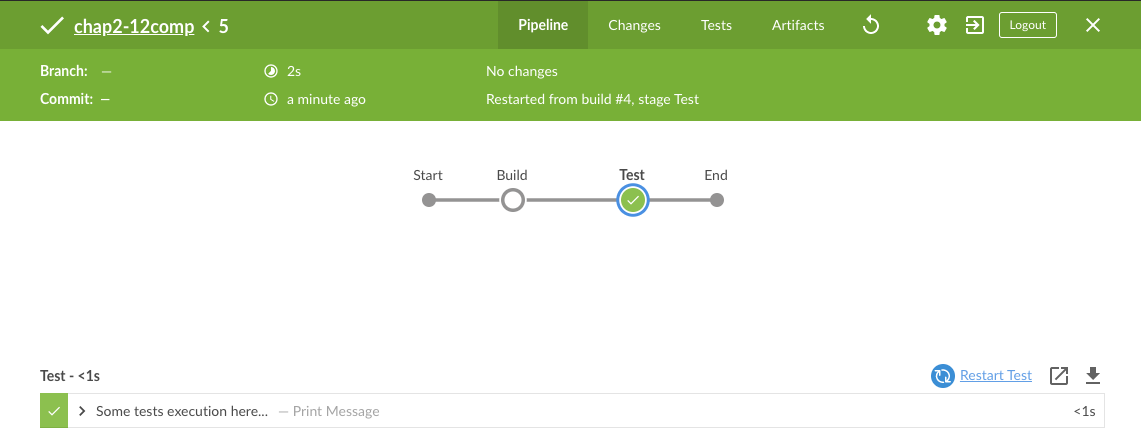 chap2-12comp < 5 Pipeline Changes Tests Artifacts Logout
Branch: — 2s No changes
Commit: — a minute ago Restarted from build #4, stage Test
Start Build Test End
Test - <1s Restart Test
Some tests execution here... — Print Message <1s